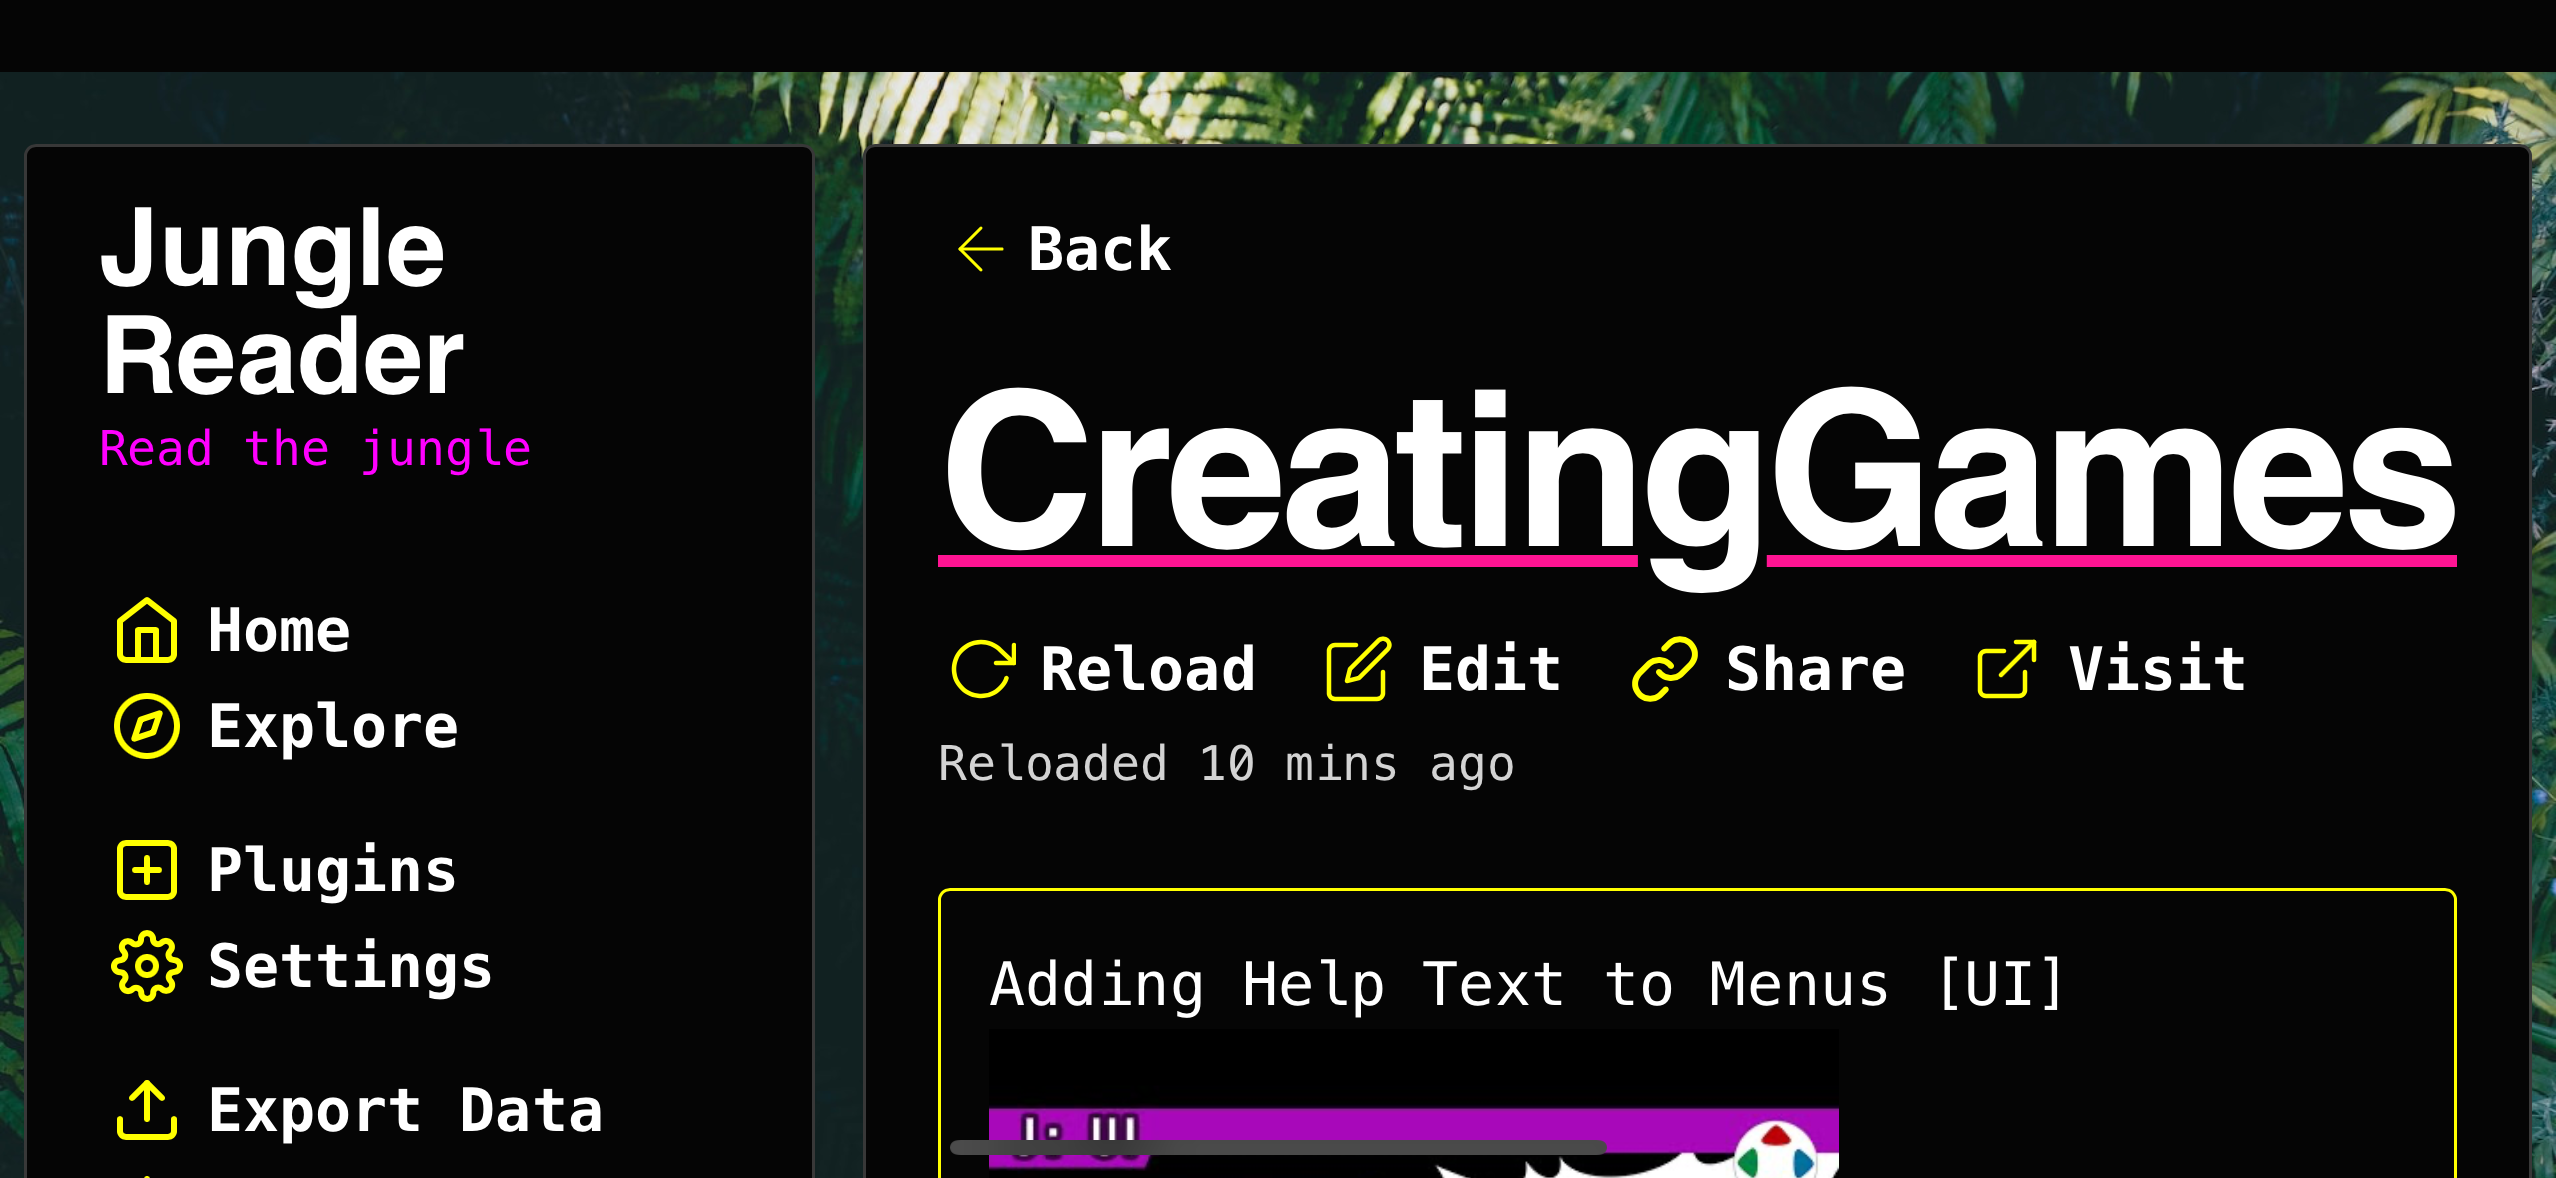 Jungle
Reader
Read the jungle
Home
Explore
Plugins
Settings
Export Data
Back
CreatingGames
Reload Edit Share Visit
Reloaded 10 mins ago
Adding Help Text to Menus [UI]